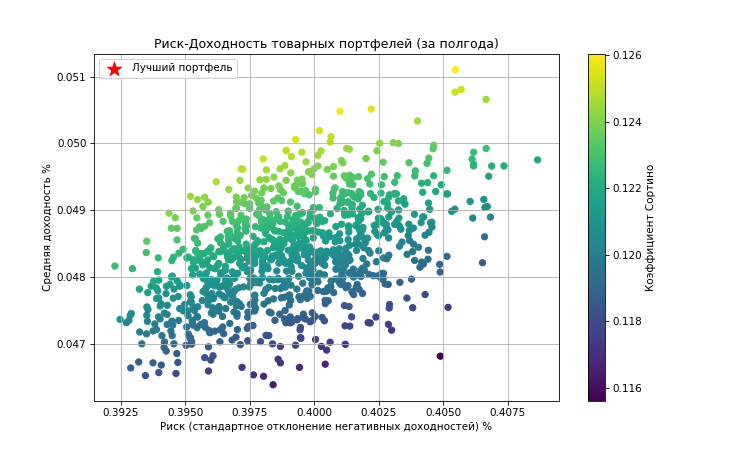 Риск-Доходность товарных портфелей (за полгода)
Лучший портфель
Средняя доходность %
0.051
0.050
0.049
0.048
0.047
0.3925 0.3950 0.3975 0.4000 0.4025 0.4050 0.4075
Риск (стандартное отклонение негативных доходностей) %
0.126
0.124
0.122
0.120
0.118
0.116
Коэффициент Сортино